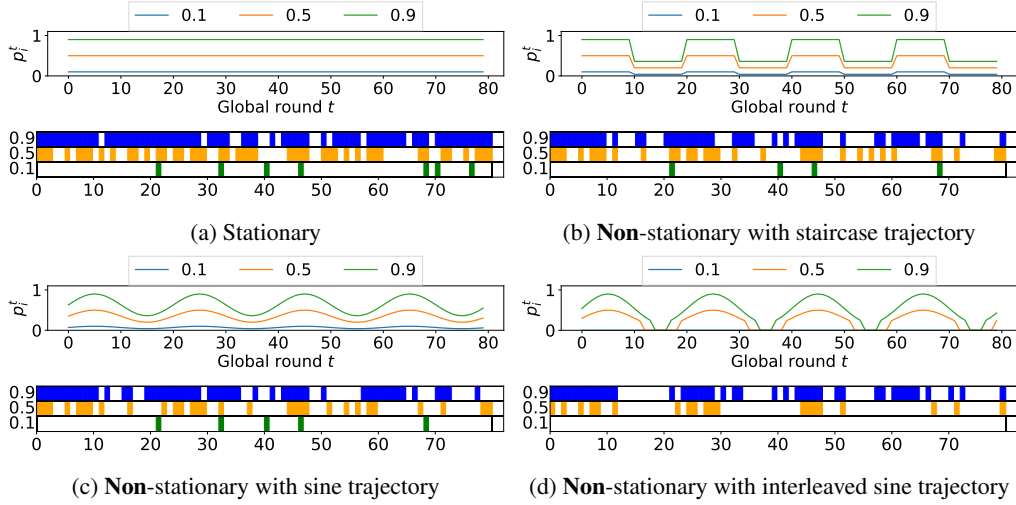 0.1 0.5 0.9
1
0
p_i^t
0 10 20 30 40 50 60 70 80
Global round t
0.9
0.5
0.1
0 10 20 30 40 50 60 70
(a) Stationary
0.1 0.5 0.9
1
0
p_i^t
0 10 20 30 40 50 60 70 80
Global round t
0.9
0.5
0.1
0 10 20 30 40 50 60 70
(b) Non-stationary with staircase trajectory
0.1 0.5 0.9
1
0
p_i^t
0 10 20 30 40 50 60 70 80
Global round t
0.9
0.5
0.1
0 10 20 30 40 50 60 70
(c) Non-stationary with sine trajectory
0.1 0.5 0.9
1
0
p_i^t
0 10 20 30 40 50 60 70 80
Global round t
0.9
0.5
0.1
0 10 20 30 40 50 60 70
(d) Non-stationary with interleaved sine trajectory